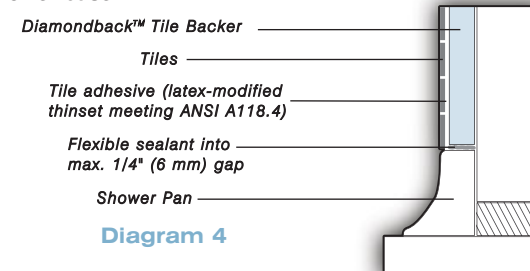 Diamondback™ Tile Backer
Tiles
Tile adhesive (latex-modified
thinset meeting ANSI A118.4)
Flexible sealant into
max. 1/4" (6 mm) gap
Shower Pan
Diagram 4